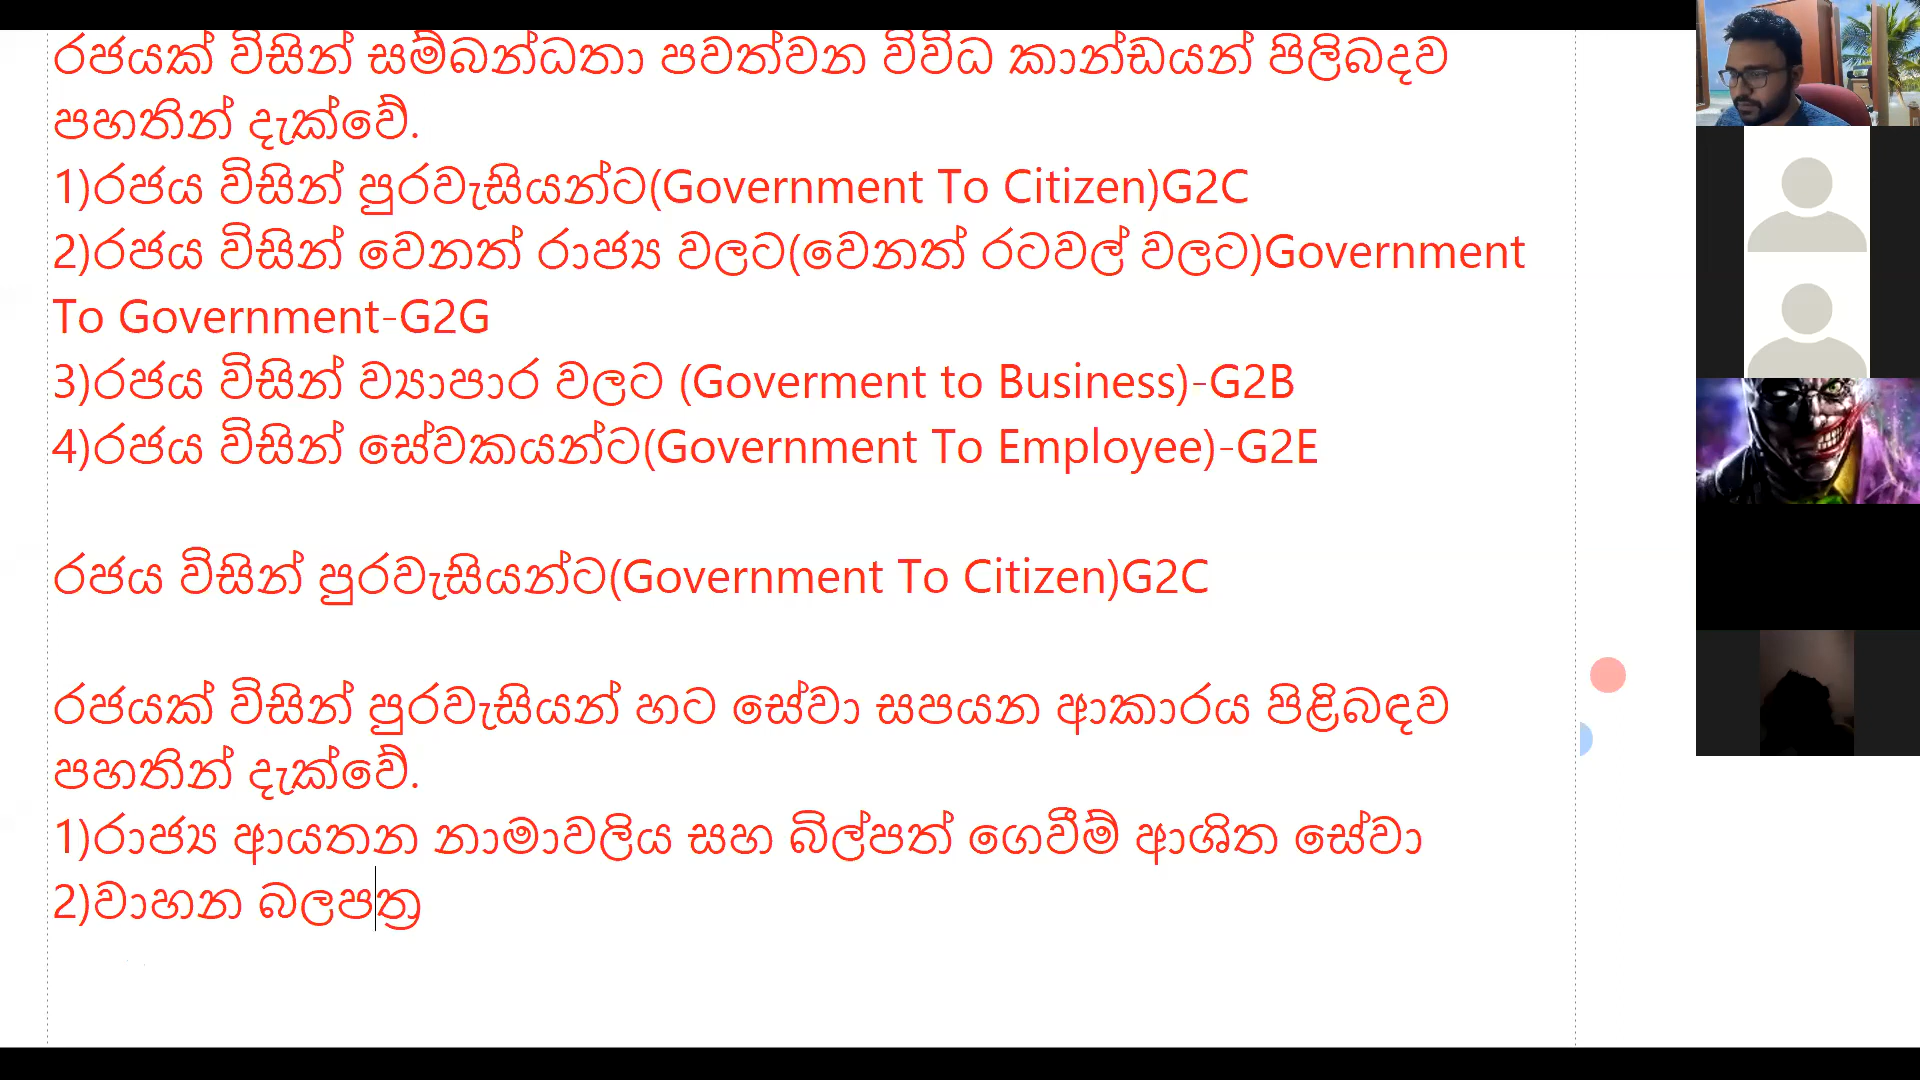 රජයක් විසින් සම්බන්ධතා පවත්වන විවිධ කාන්ඩයන් පිලිබදව
පහතින් දැක්වේ.
1)රජය විසින් පුරවැසියන්ට(Government To Citizen)G2C
2)රජය විසින් වෙනත් රාජ්‍ය වලට(වෙනත් රටවල් වලට)Government
To Government-G2G
3)රජය විසින් ව්‍යාපාර වලට (Goverment to Business)-G2B
4)රජය විසින් සේවකයන්ට(Government To Employee)-G2E
රජය විසින් පුරවැසියන්ට(Government To Citizen)G2C
රජයක් විසින් පුරවැසියන් හට සේවා සපයන ආකාරය පිළිබඳව
පහතින් දැක්වේ.
1)රාජ්‍ය ආයතන නාමාවලිය සහ බිල්පත් ගෙවීම් ආශිත සේවා
2)වාහන බලපත්‍ර